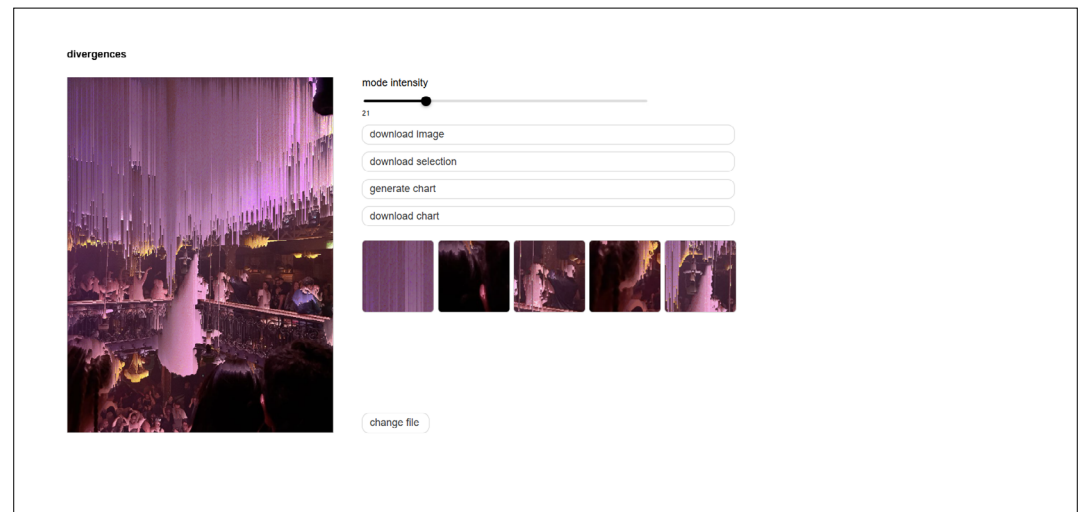 divergences
mode intensity
21
download image
download selection
generate chart
download chart
change file